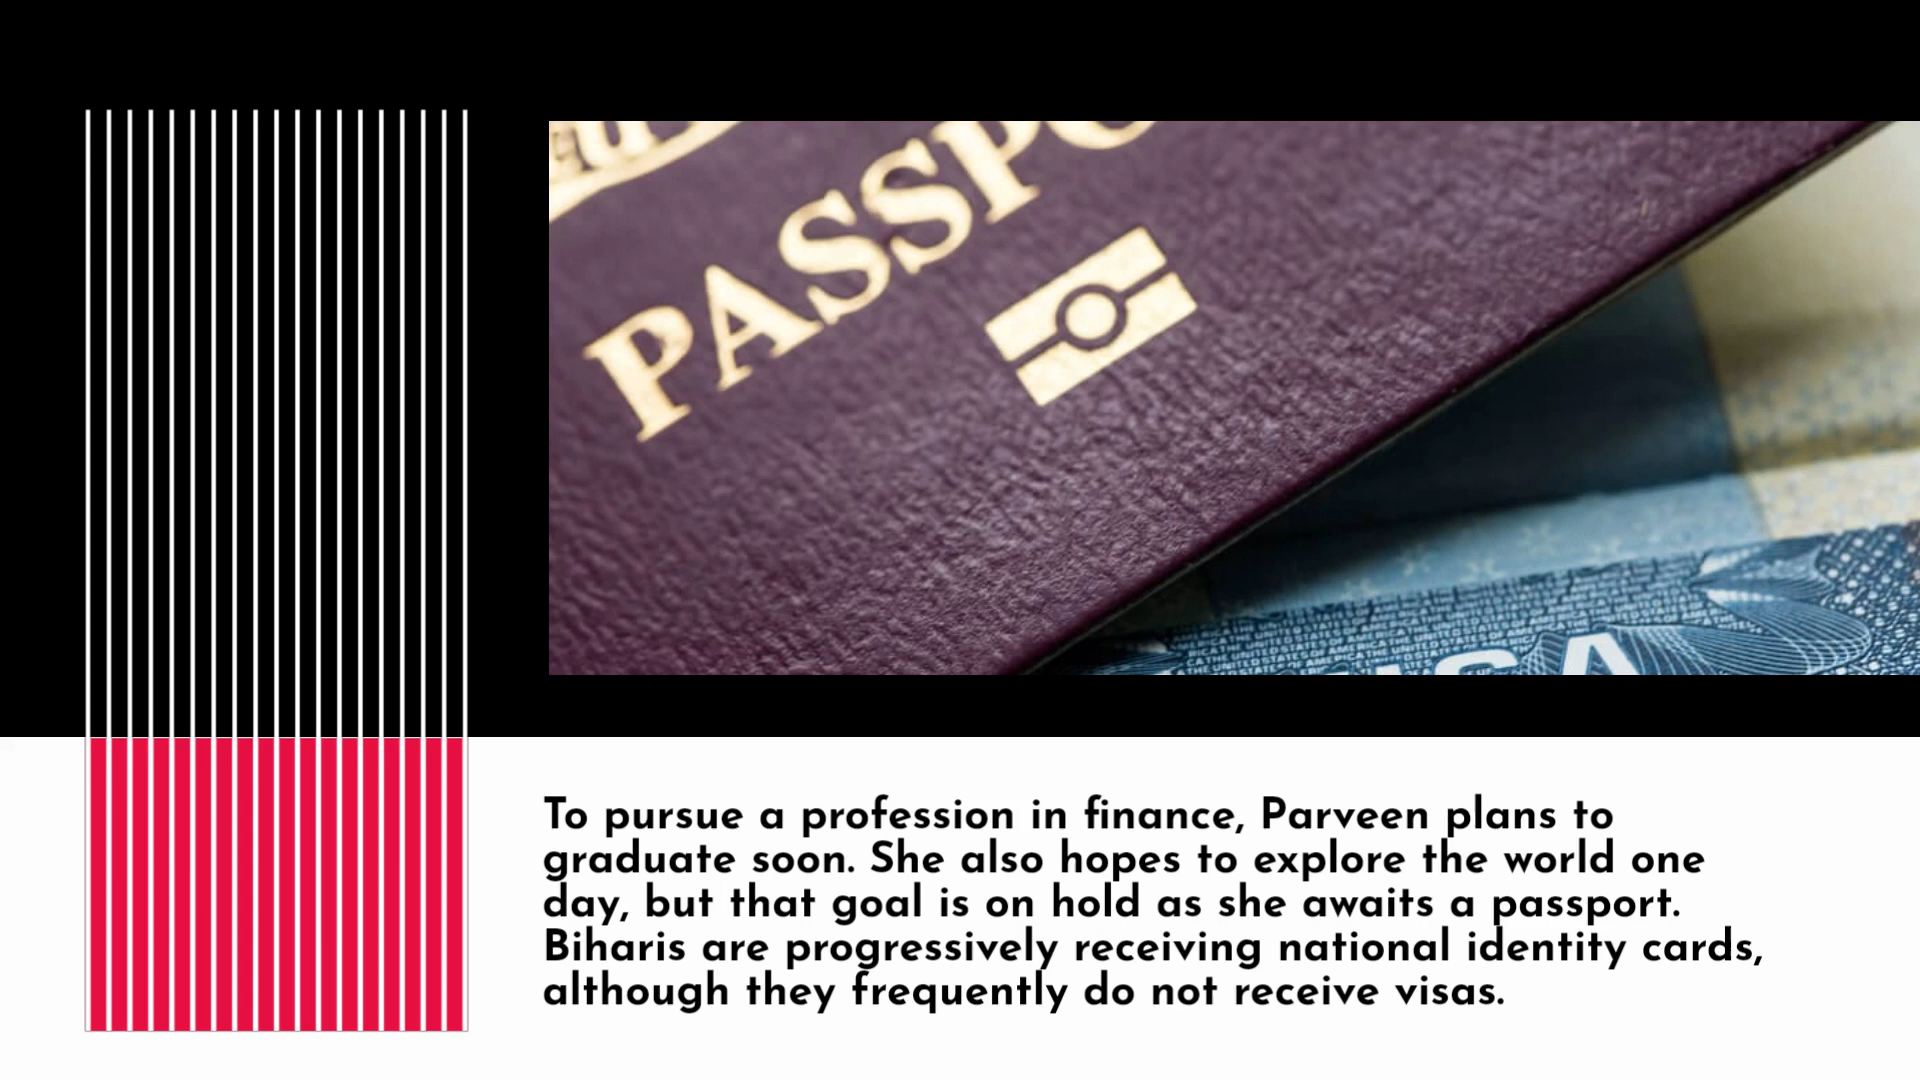 PASSPO
VISA
To pursue a profession in finance, Parveen plans to
graduate soon. She also hopes to explore the world one
day, but that goal is on hold as she awaits a passport.
Biharis are progressively receiving national identity cards,
although they frequently do not receive visas.